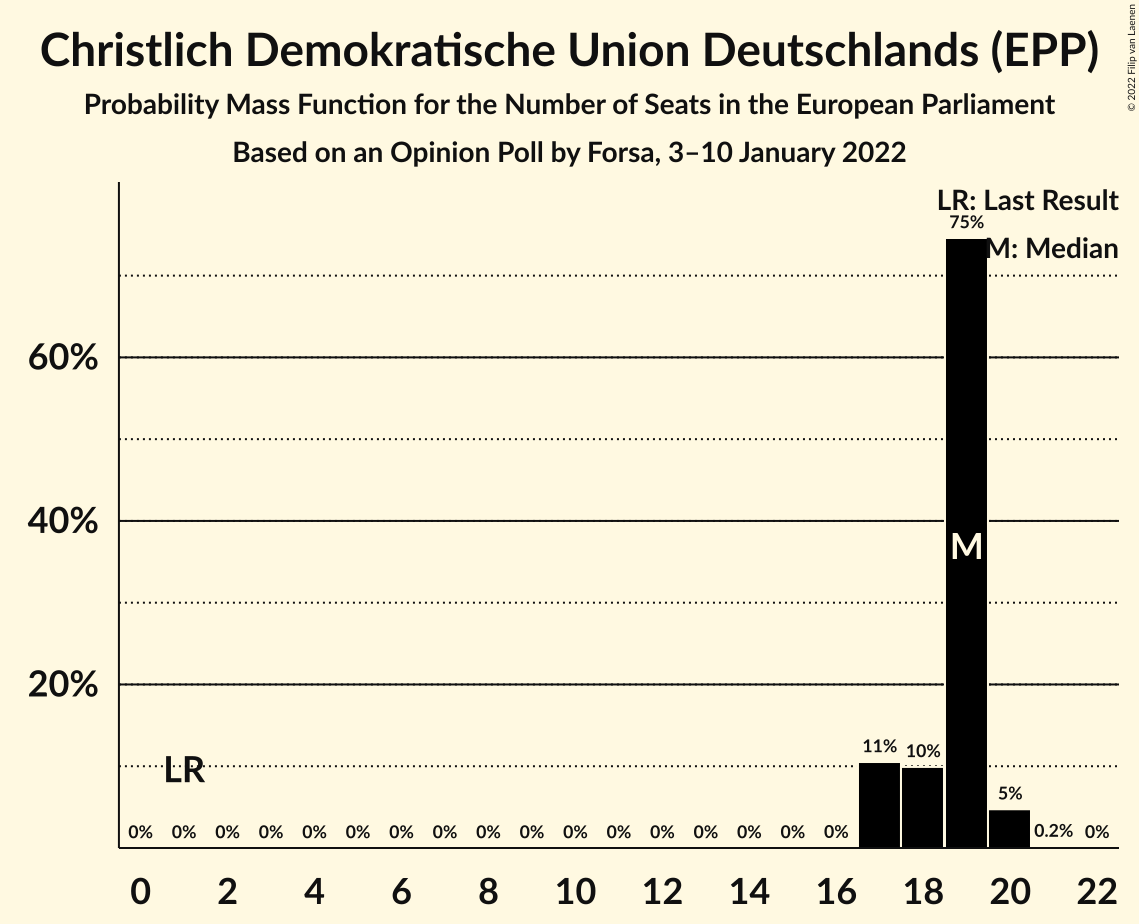 Christlich Demokratische Union Deutschlands (EPP)
Probability Mass Function for the Number of Seats in the European Parliament
Based on an Opinion Poll by Forsa, 3–10 January 2022
© 2022 Filip van Laenen
LR: Last Result
75%
M: Median
60%
40%
M
20%
LR
11% 10%
5%
0% 0% 0% 0% 0% 0% 0% 0% 0% 0% 0% 0% 0% 0% 0% 0% 0% 0.2% 0%
0 2 4 6 8 10 12 14 16 18 20 22